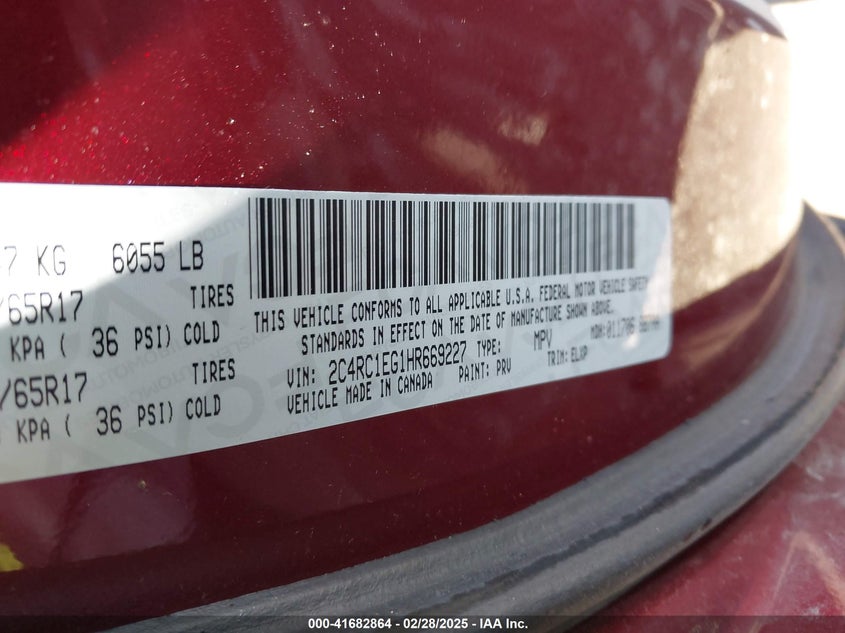 7 KG 6055 LB
/65R17 TIRES
KPA ( 36 PSI) COLD
/65R17 TIRES
KPA ( 36 PSI) COLD
THIS VEHICLE CONFORMS TO ALL APPLICABLE U.S.A. FEDERAL MOTOR VEHICLE SAFETY
STANDARDS IN EFFECT ON THE DATE OF MANUFACTURE SHOWN ABOVE.
VIN: 2C4RC1EG1HR669227 TYPE: MPV MDH:
VEHICLE MADE IN CANADA PAINT: PRV TRIM: ELXP
000-41682864 / 02/28/2025 / IAA Inc.